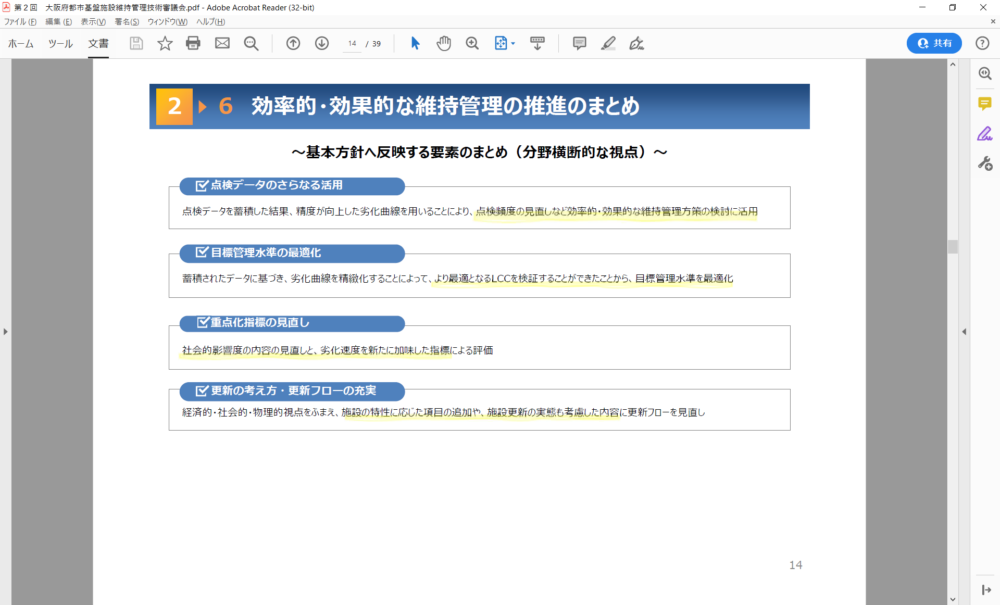 第２回　大阪府都市基盤施設維持管理技術審議会.pdf - Adobe Acrobat Reader (32-bit)
ファイル(F) 編集(E) 表示(V) 署名(S) ウィンドウ(W) ヘルプ(H)
ホーム ツール 文書 14 / 39 共有
2 6 効率的・効果的な維持管理の推進のまとめ
～基本方針へ反映する要素のまとめ（分野横断的な視点）～
点検データのさらなる活用
点検データを蓄積した結果、精度が向上した劣化曲線を用いることにより、点検頻度の見直しなど効率的・効果的な維持管理方策の検討に活用
目標管理水準の最適化
蓄積されたデータに基づき、劣化曲線を精緻化することによって、より最適となるLCCを検証することができたことから、目標管理水準を最適化
重点化指標の見直し
社会的影響度の内容の見直しと、劣化速度を新たに加味した指標による評価
更新の考え方・更新フローの充実
経済的・社会的・物理的視点をふまえ、施設の特性に応じた項目の追加や、施設更新の実態も考慮した内容に更新フローを見直し
14